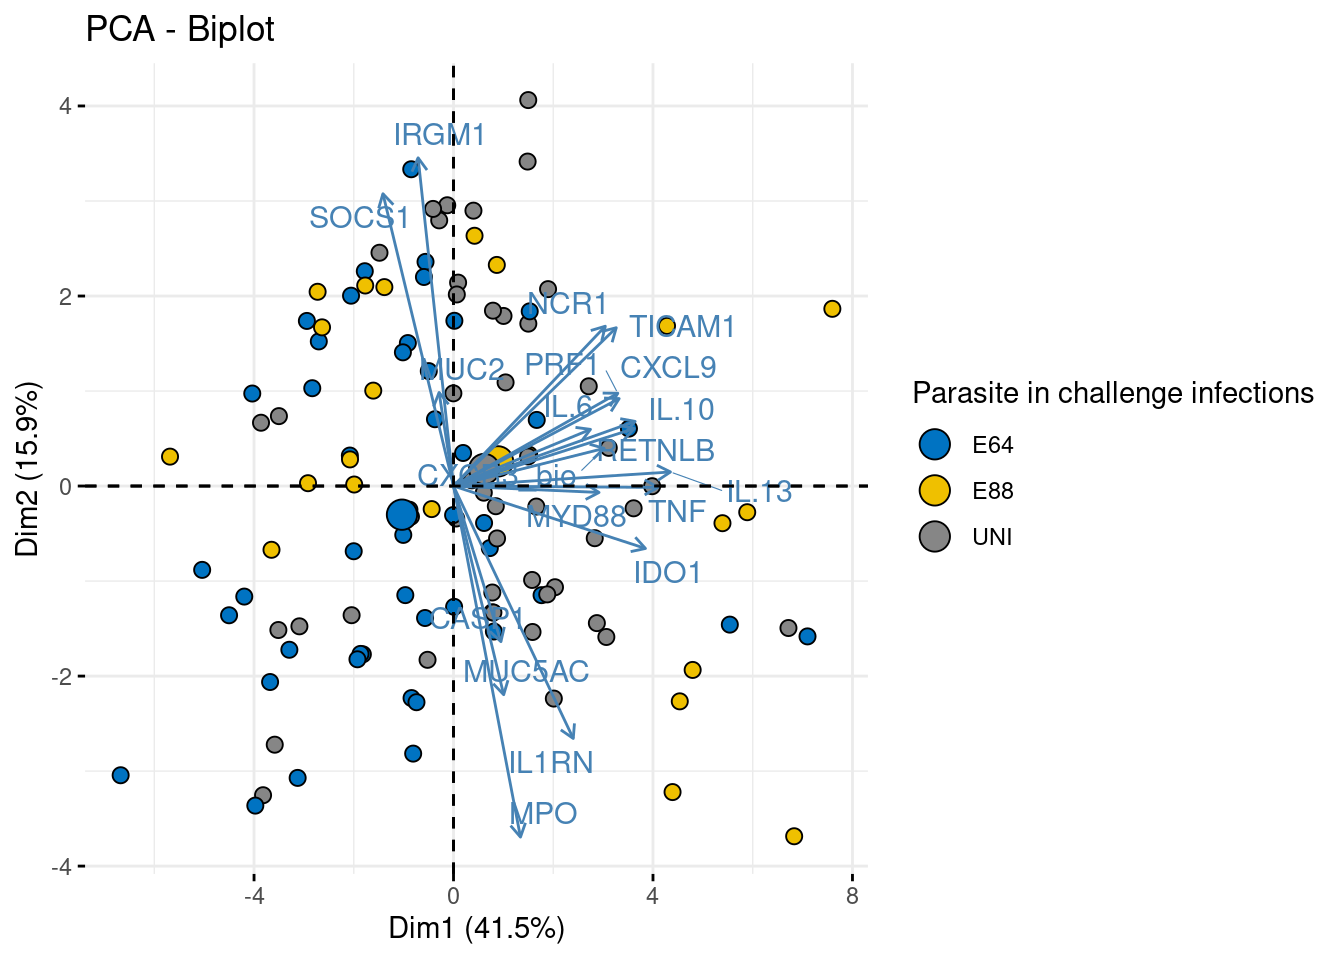 PCA - Biplot
IRGM1
SOCS1
NCR1
TICAM1
PRF1
CXCL9
MUC2
IL.6
IL.10
RETNLB
IL.13
MYD88
TNF
IDO1
CASP1
MUC5AC
IL1RN
MPO
4
2
0
-2
-4
-4
0
4
8
Dim1 (41.5%)
Dim2 (15.9%)
Parasite in challenge infections
E64
E88
UNI